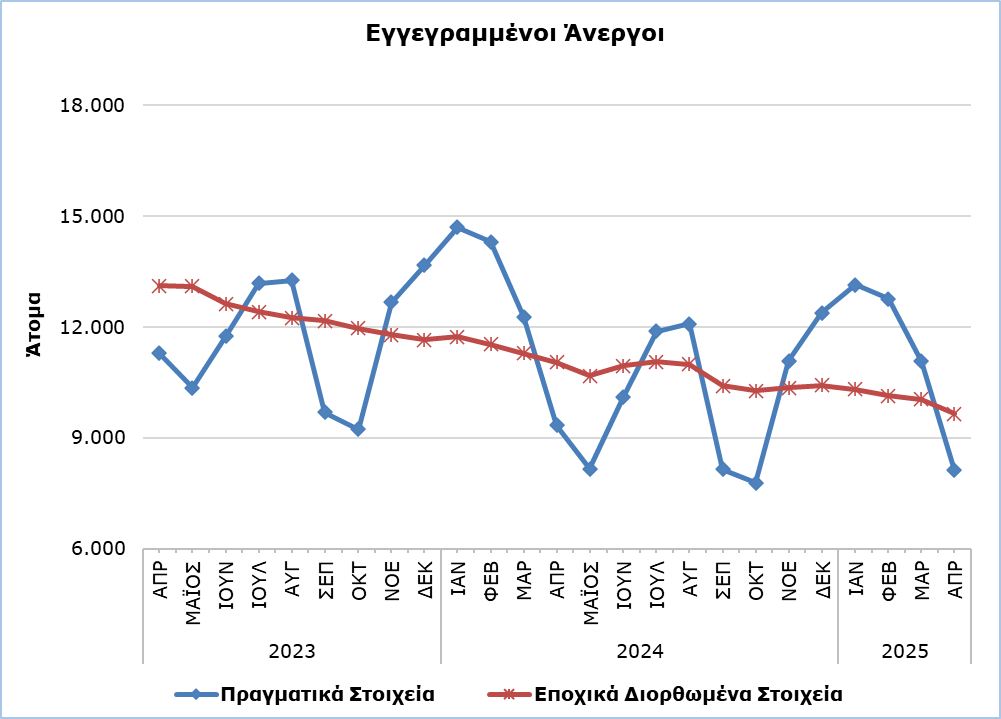 Εγγεγραμμένοι Άνεργοι
18.000
15.000
12.000
9.000
6.000
Άτομα
ΑΠΡ ΜΑΪΟΣ ΙΟΥΝ ΙΟΥΛ ΑΥΓ ΣΕΠ ΟΚΤ ΝΟΕ ΔΕΚ ΙΑΝ ΦΕΒ ΜΑΡ ΑΠΡ ΜΑΪΟΣ ΙΟΥΝ ΙΟΥΛ ΑΥΓ ΣΕΠ ΟΚΤ ΝΟΕ ΔΕΚ ΙΑΝ ΦΕΒ ΜΑΡ ΑΠΡ
2023 2024 2025
Πραγματικά Στοιχεία Εποχικά Διορθωμένα Στοιχεία